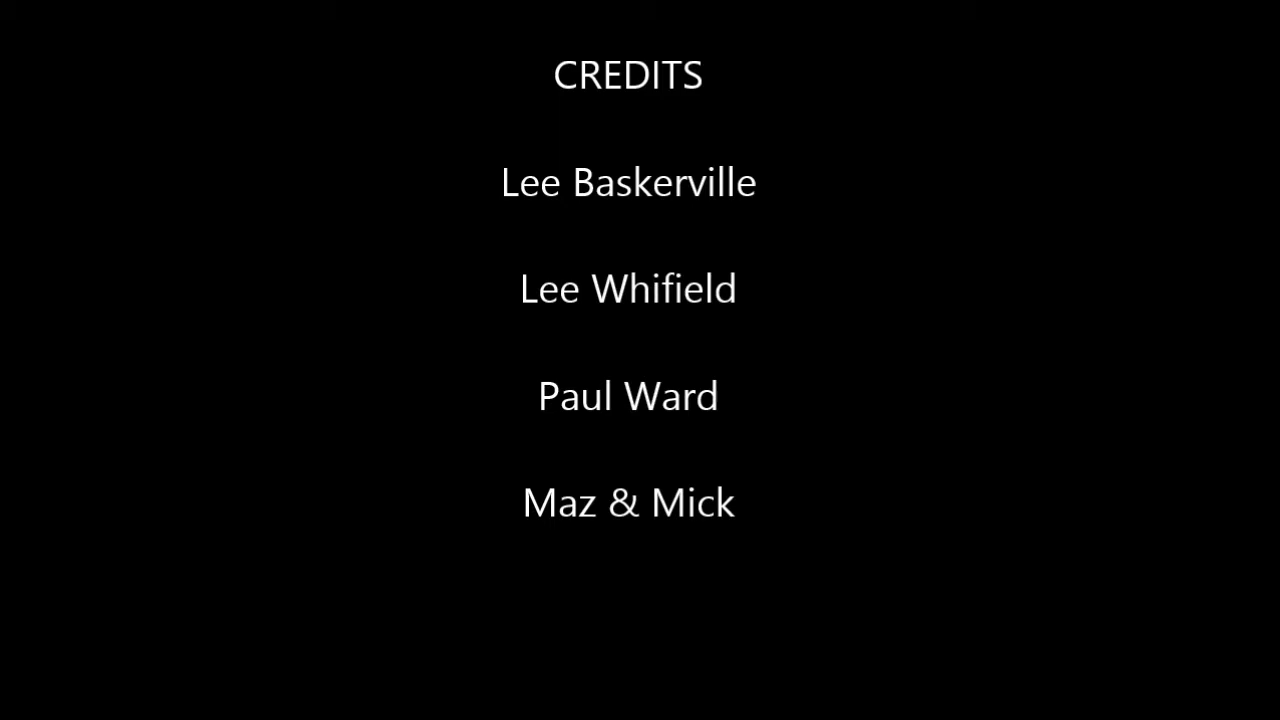 CREDITS
Lee Baskerville
Lee Whifield
Paul Ward
Maz & Mick